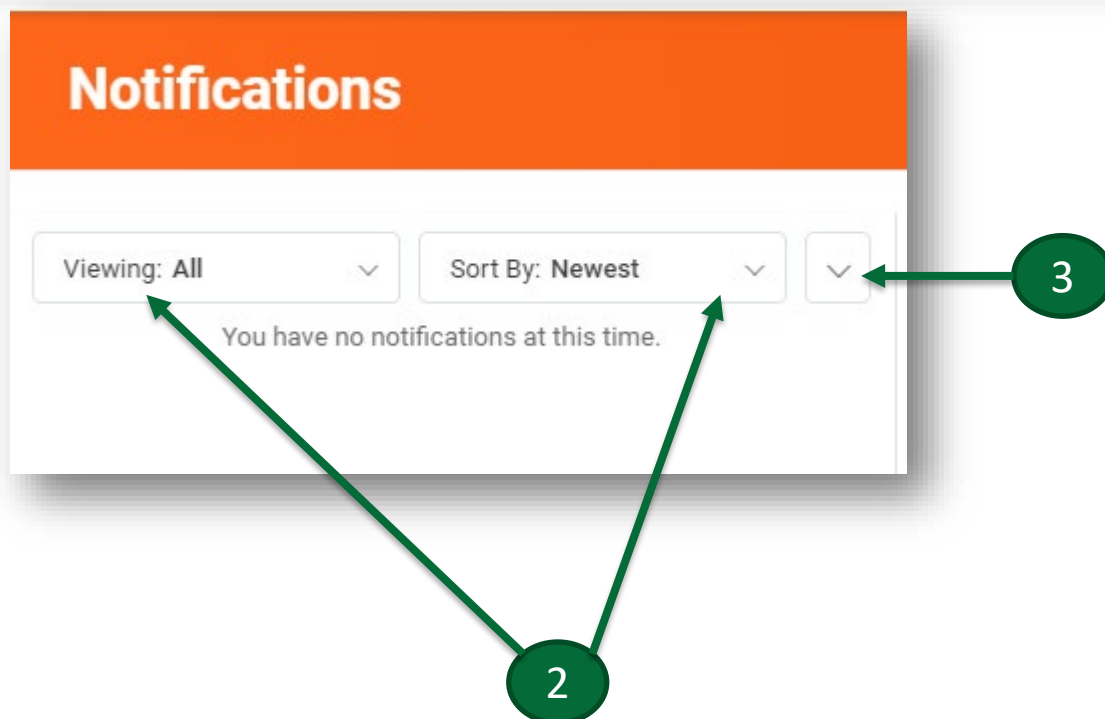 Notifications
Viewing: All Sort By: Newest
3
You have no notifications at this time.
2